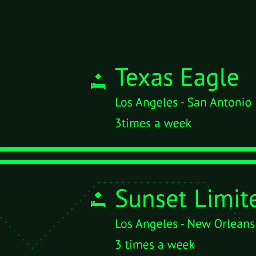 Texas Eagle
Los Angeles - San Antonio
3times a week
Sunset Limite
Los Angeles - New Orleans
3 times a week